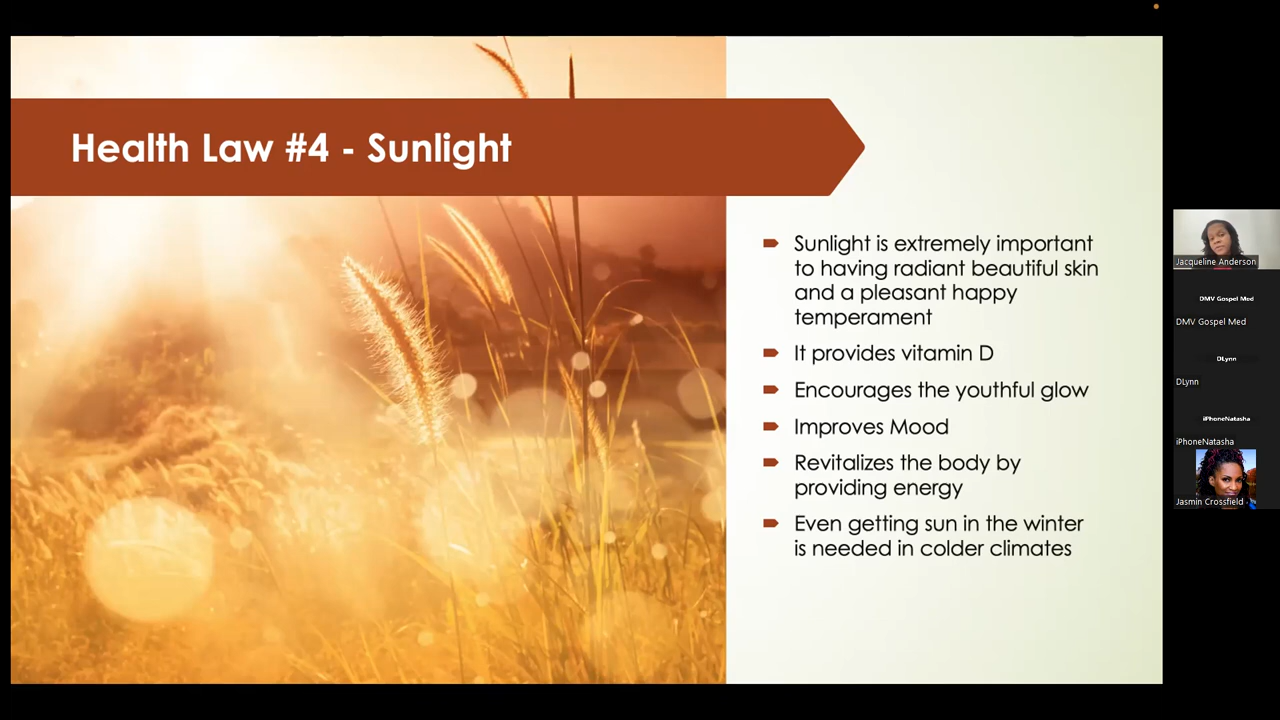 Health Law #4 - Sunlight
Sunlight is extremely important
to having radiant beautiful skin
and a pleasant happy
temperament
It provides vitamin D
Encourages the youthful glow
Improves Mood
Revitalizes the body by
providing energy
Even getting sun in the winter
is needed in colder climates
Jacqueline Anderson
DMV Gospel Med
DMV Gospel Med
DLynn
DLynn
iPhoneNatasha
iPhoneNatasha
Jasmin Crossfield